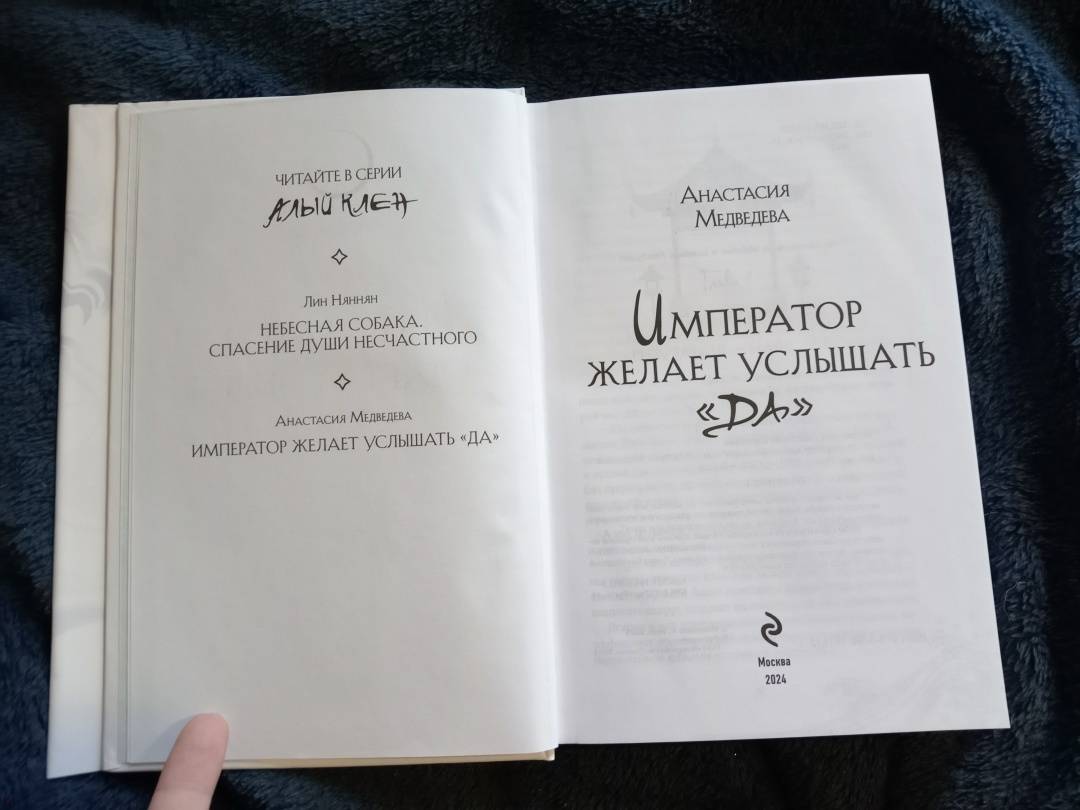 ЧИТАЙТЕ В СЕРИИ
АЛЫЙ КЛЕН
Лин Няннян
НЕБЕСНАЯ СОБАКА.
СПАСЕНИЕ ДУШИ НЕСЧАСТНОГО
Анастасия Медведева
ИМПЕРАТОР ЖЕЛАЕТ УСЛЫШАТЬ «ДА»
Анастасия
Медведева
Император
желает услышать
«ДА»
Москва
2024